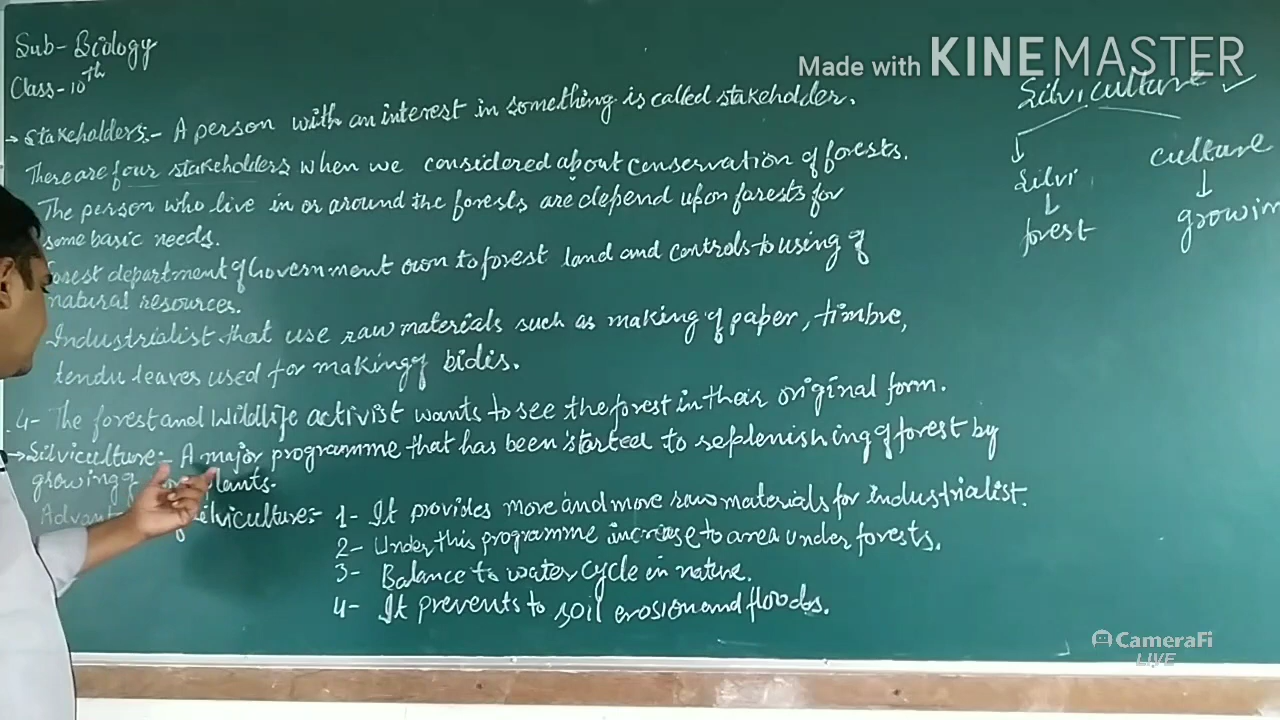 Sub- Biology
Class-10th
Made with KINEMASTER
→ Stakeholders:- A person with an interest in something is called stakeholder.
There are four stakeholders when we considered about conservation of forests.
The person who live in or around the forests are depend upon forests for
some basic needs.
Forest department of Government own to forest land and controls to using of
natural resources.
Industrialist that use raw materials such as making of paper, timbre,
tendu leaves used for making of bidis.
4- The forest and wildlife activist wants to see the forest in their original form.
→ Silviculture:- A major programme that has been started to replenishing of forest by
growing of plants.
Silviculture:- 1- It provides more and more raw materials for industrialist.
2- Under this programme increase to area under forests.
3- Balance to water cycle in nature.
4- It prevents to soil erosion and floods.
Silviculture ✓
↓
Silvi culture
↓ ↓
forest growin
CameraFi
LIVE